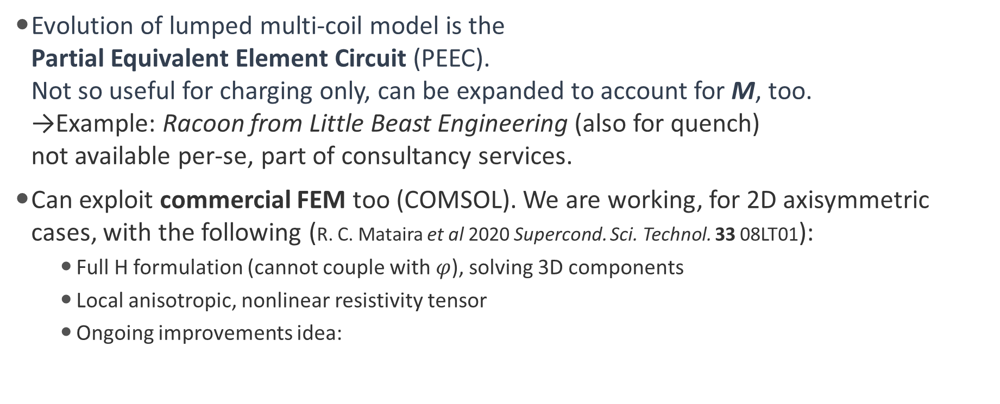 •Evolution of lumped multi-coil model is the
Partial Equivalent Element Circuit (PEEC).
Not so useful for charging only, can be expanded to account for M, too.
→Example: Racoon from Little Beast Engineering (also for quench)
not available per-se, part of consultancy services.
•Can exploit commercial FEM too (COMSOL). We are working, for 2D axisymmetric
cases, with the following (R. C. Mataira et al 2020 Supercond. Sci. Technol. 33 08LT01):
•Full H formulation (cannot couple with φ), solving 3D components
•Local anisotropic, nonlinear resistivity tensor
•Ongoing improvements idea: